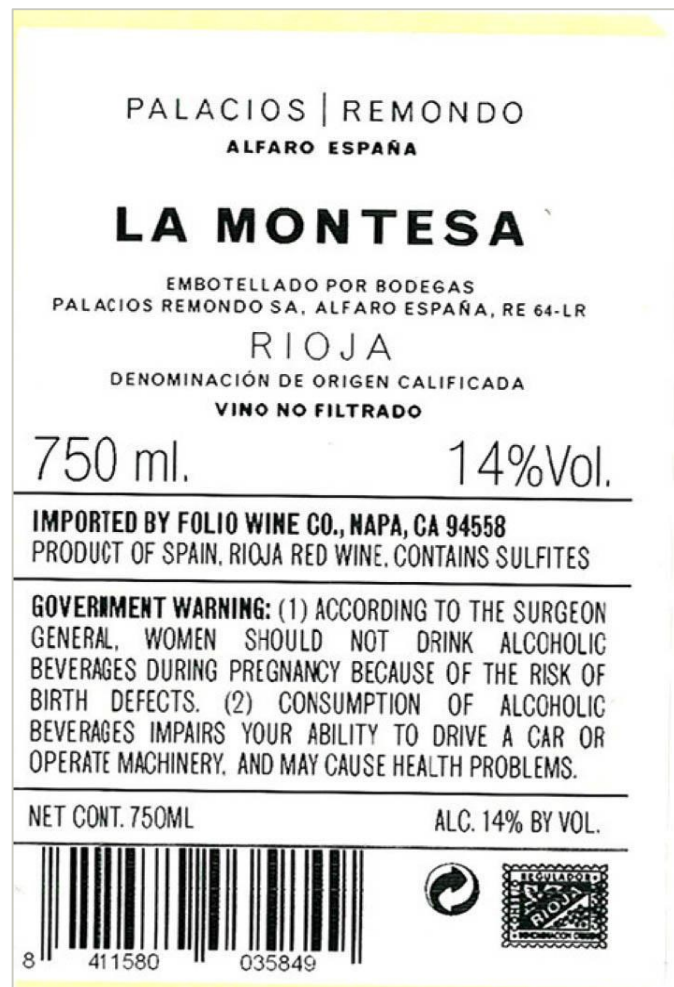 PALACIOS | REMONDO
ALFARO ESPAÑA
LA MONTESA
EMBOTELLADO POR BODEGAS
PALACIOS REMONDO SA, ALFARO ESPAÑA, RE 64-LR
RIOJA
DENOMINACIÓN DE ORIGEN CALIFICADA
VINO NO FILTRADO
750 ml. 14%Vol.
IMPORTED BY FOLIO WINE CO., NAPA, CA 94558
PRODUCT OF SPAIN, RIOJA RED WINE, CONTAINS SULFITES
GOVERNMENT WARNING: (1) ACCORDING TO THE SURGEON
GENERAL, WOMEN SHOULD NOT DRINK ALCOHOLIC
BEVERAGES DURING PREGNANCY BECAUSE OF THE RISK OF
BIRTH DEFECTS. (2) CONSUMPTION OF ALCOHOLIC
BEVERAGES IMPAIRS YOUR ABILITY TO DRIVE A CAR OR
OPERATE MACHINERY, AND MAY CAUSE HEALTH PROBLEMS.
NET CONT. 750ML ALC. 14% BY VOL.
REGULADOR
RIOJA
8 411580 035849